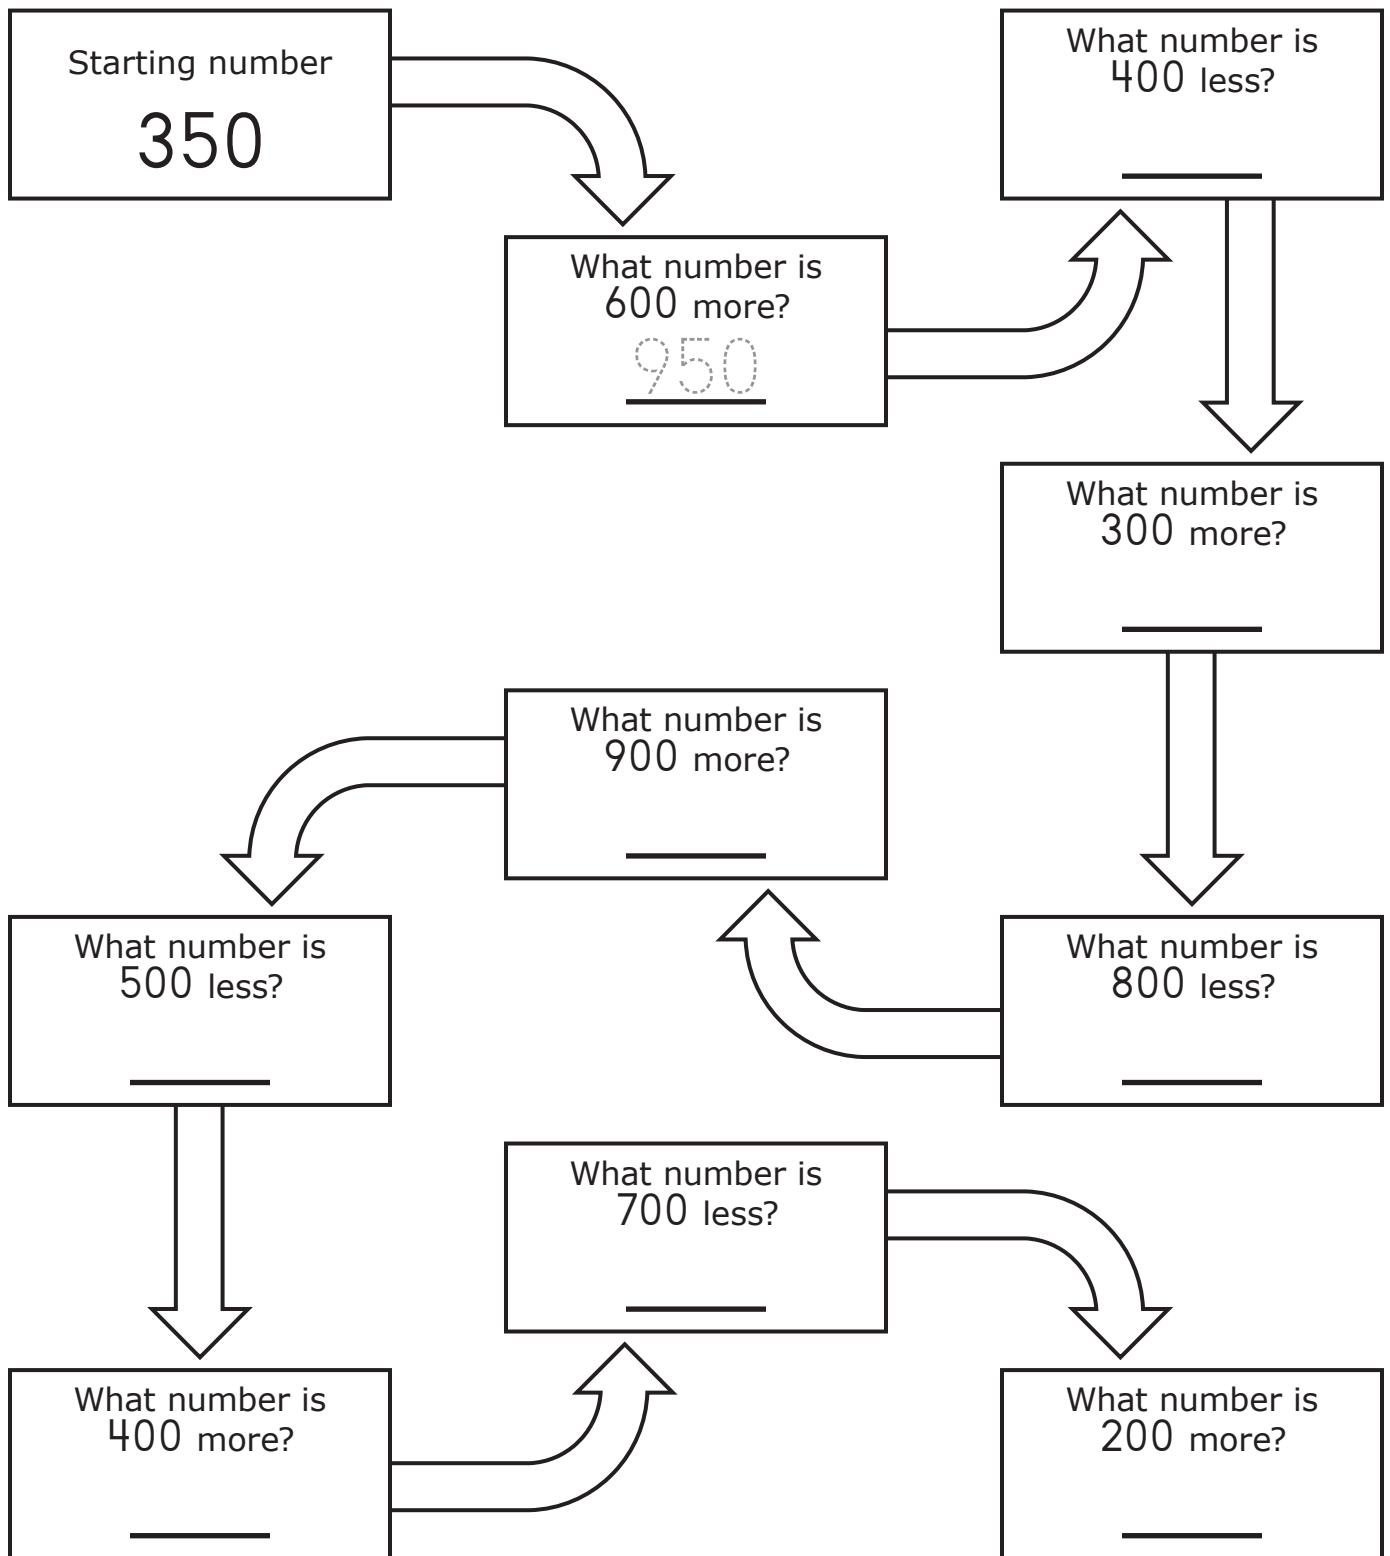 Starting number
350
What number is
600 more?
950
What number is
400 less?
What number is
300 more?
What number is
800 less?
What number is
900 more?
What number is
500 less?
What number is
400 more?
What number is
700 less?
What number is
200 more?